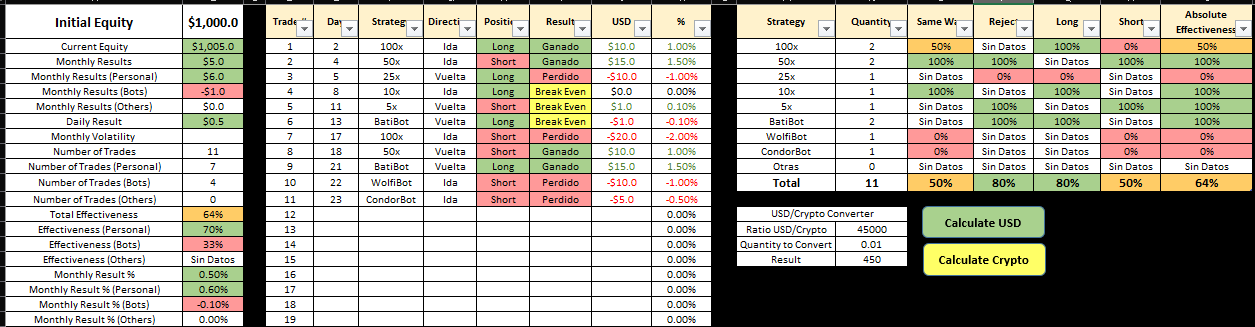 Initial Equity $1,000.0
Current Equity $1,005.0
Monthly Results $5.0
Monthly Results (Personal) $6.0
Monthly Results (Bots) -$1.0
Monthly Results (Others) $0.0
Daily Result $0.5
Monthly Volatility
Number of Trades 11
Number of Trades (Personal) 7
Number of Trades (Bots) 4
Number of Trades (Others) 0
Total Effectiveness 64%
Effectiveness (Personal) 70%
Effectiveness (Bots) 33%
Effectiveness (Others) Sin Datos
Monthly Result % 0.50%
Monthly Result % (Personal) 0.60%
Monthly Result % (Bots) -0.10%
Monthly Result % (Others) 0.00%
Trade Day Strateg Directi Positi Result USD %
1 2 100x Ida Long Ganado $10.0 1.00%
2 4 50x Ida Short Ganado $15.0 1.50%
3 5 25x Vuelta Long Perdido -$10.0 -1.00%
4 8 10x Ida Long Break Even $0.0 0.00%
5 11 5x Vuelta Short Break Even $1.0 0.10%
6 13 BatiBot Vuelta Long Break Even -$1.0 -0.10%
7 17 100x Ida Short Perdido -$20.0 -2.00%
8 18 50x Vuelta Short Ganado $10.0 1.00%
9 21 BatiBot Vuelta Long Ganado $15.0 1.50%
10 22 WolfiBot Ida Short Perdido -$10.0 -1.00%
11 23 CondorBot Ida Short Perdido -$5.0 -0.50%
12 0.00%
13 0.00%
14 0.00%
15 0.00%
16 0.00%
17 0.00%
18 0.00%
19 0.00%
Strategy Quantity Same Wa Reject Long Short Absolute
Effectiveness
100x 2 50% Sin Datos 100% 0% 50%
50x 2 100% 100% Sin Datos 100% 100%
25x 1 Sin Datos 0% 0% Sin Datos 0%
10x 1 100% Sin Datos 100% Sin Datos 100%
5x 1 Sin Datos 100% Sin Datos 100% 100%
BatiBot 2 Sin Datos 100% 100% Sin Datos 100%
WolfiBot 1 0% Sin Datos Sin Datos 0% 0%
CondorBot 1 0% Sin Datos Sin Datos 0% 0%
Otras 0 Sin Datos Sin Datos Sin Datos Sin Datos Sin Datos
Total 11 50% 80% 80% 50% 64%
USD/Crypto Converter
Ratio USD/Crypto 45000
Quantity to Convert 0.01
Result 450
Calculate USD
Calculate Crypto